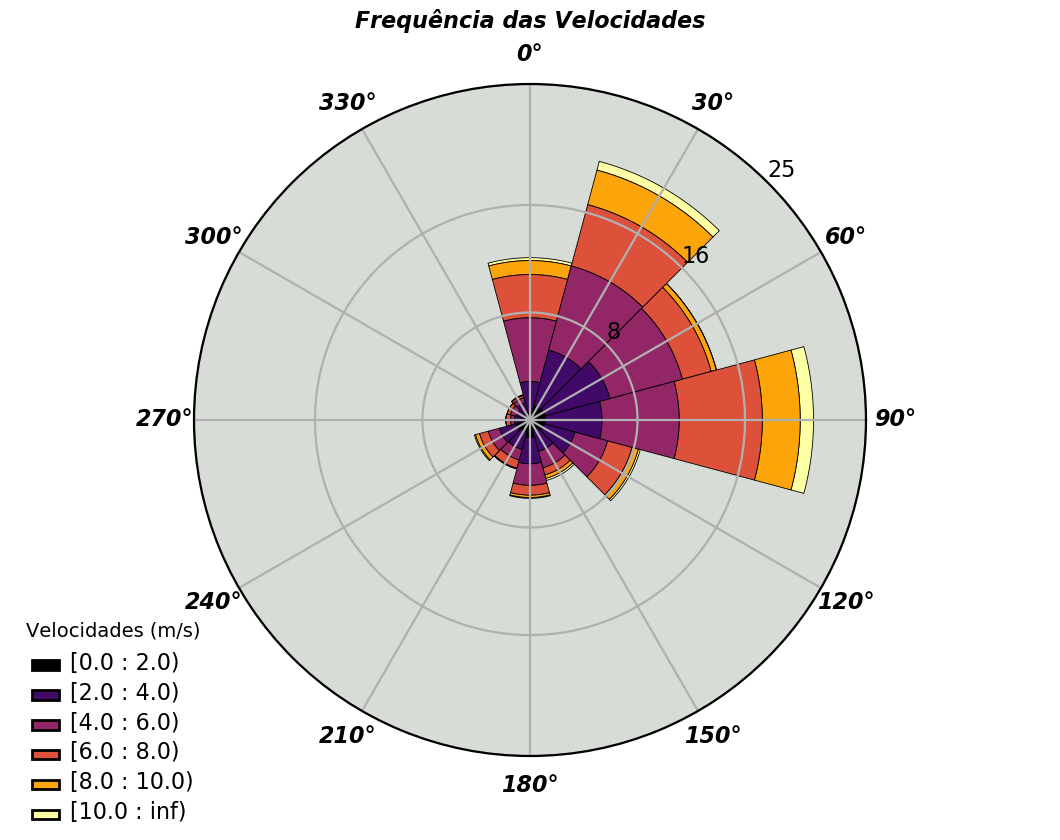 Frequência das Velocidades
0°
330°
30°
25
300°
60°
16
8
270°
90°
240°
120°
210°
150°
180°
Velocidades (m/s)
[0.0 : 2.0)
[2.0 : 4.0)
[4.0 : 6.0)
[6.0 : 8.0)
[8.0 : 10.0)
[10.0 : inf)